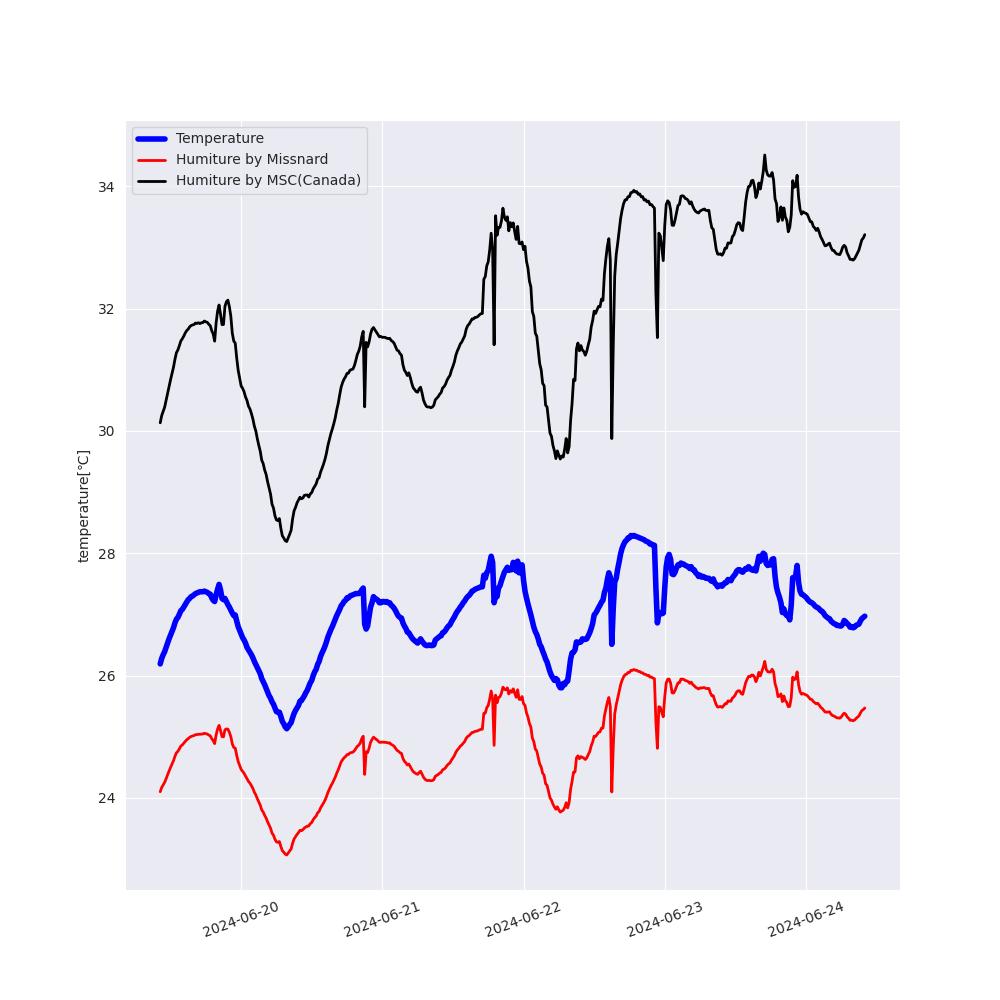 Temperature
Humiture by Missnard
Humiture by MSC(Canada)
34
32
30
28
26
24
temperature[℃]
2024-06-20
2024-06-21
2024-06-22
2024-06-23
2024-06-24